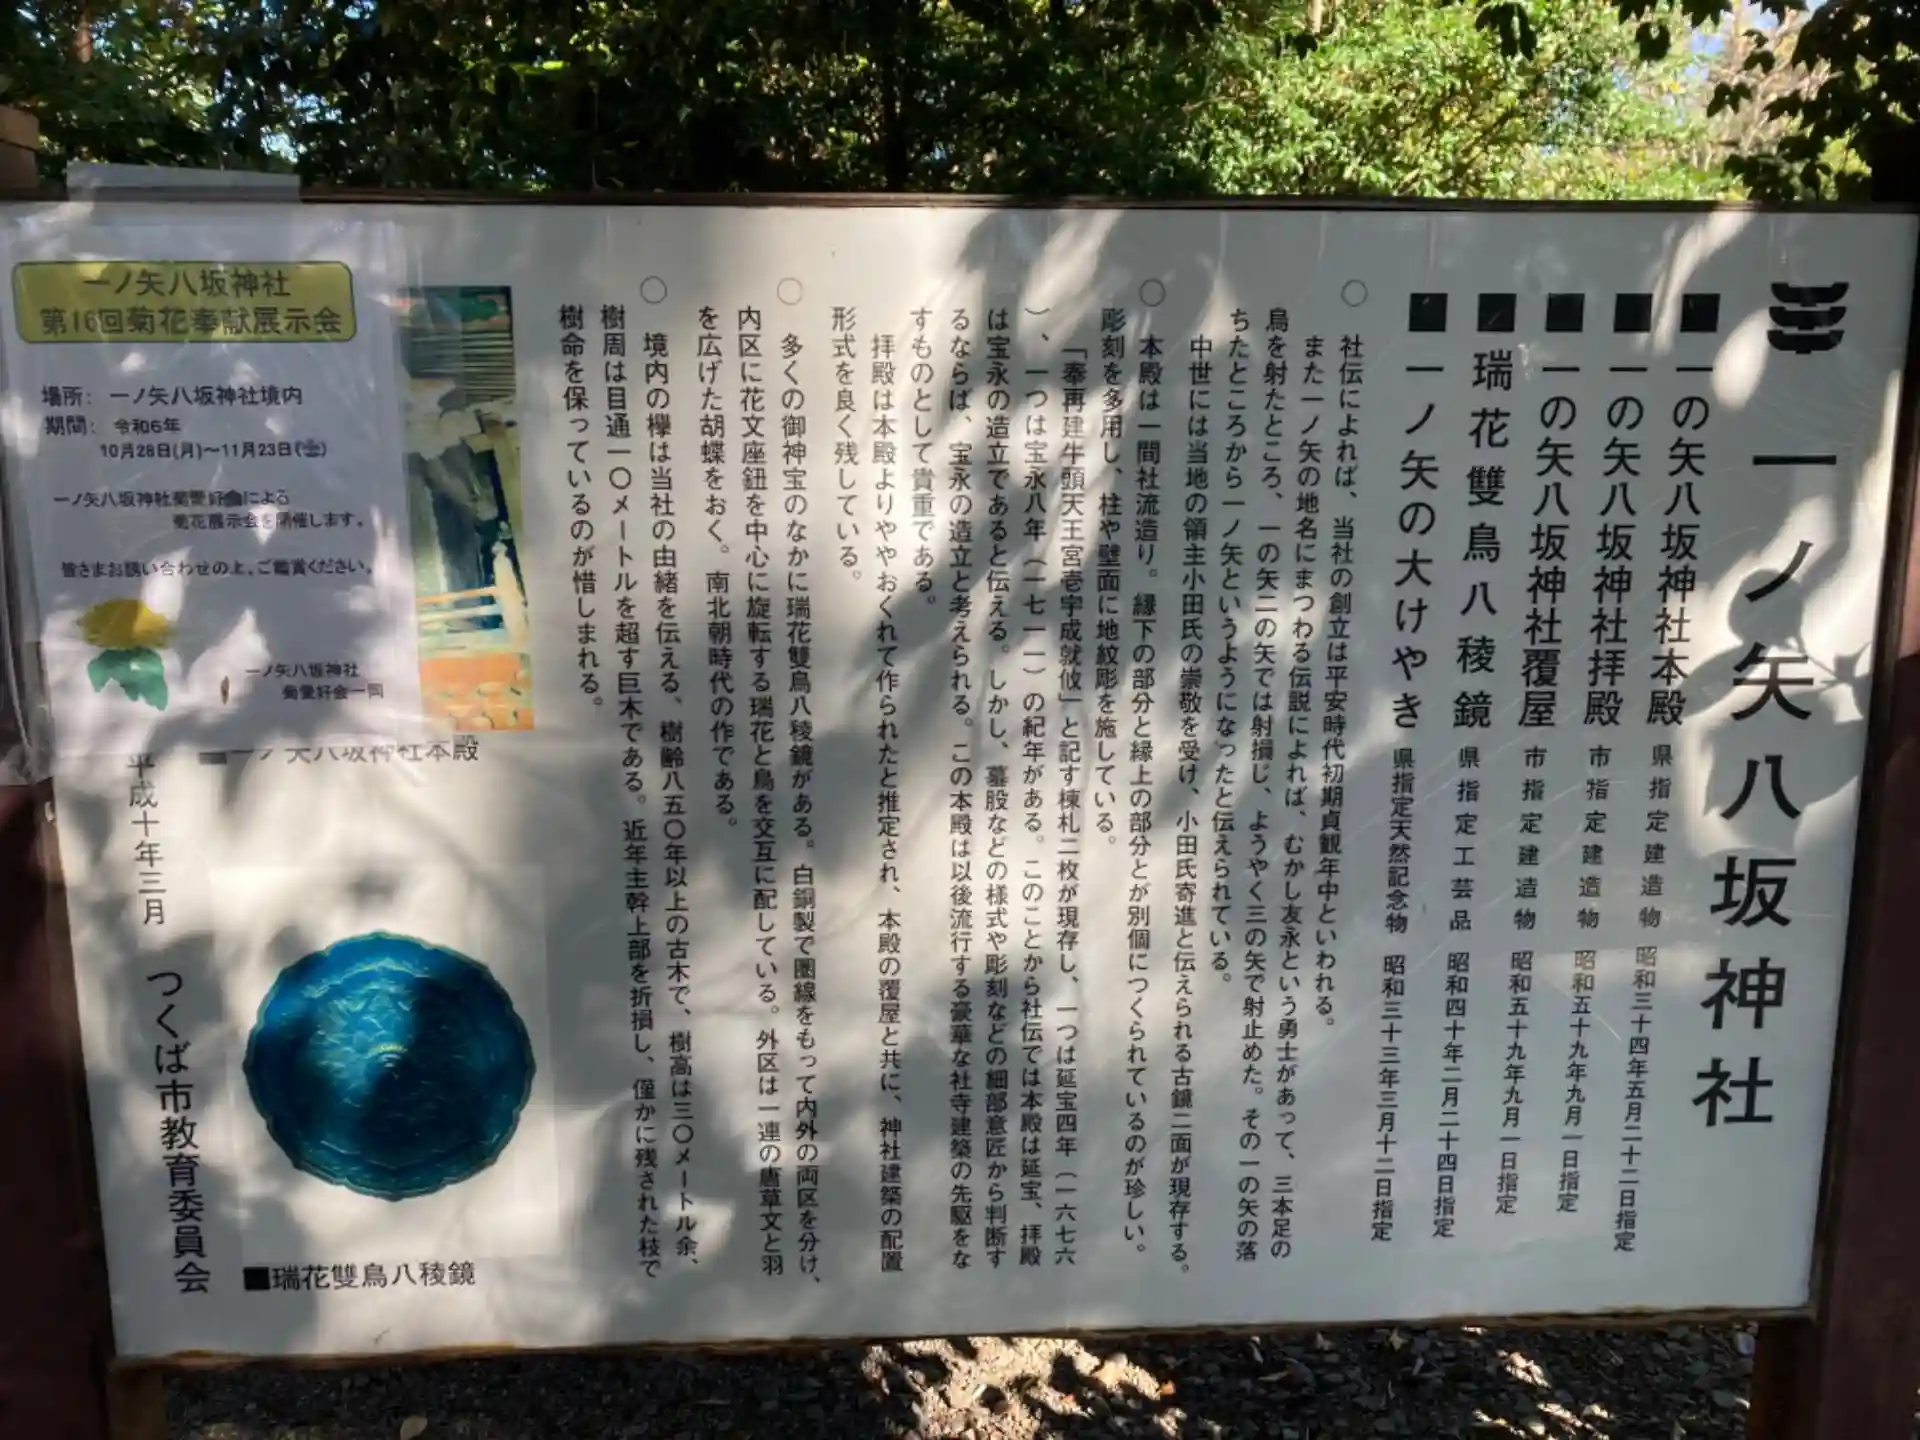 一ノ矢八坂神社
■一の矢八坂神社本殿 県指定建造物 昭和三十四年五月二十二日指定
■一の矢八坂神社拝殿 市指定建造物 昭和五十九年九月一日指定
■一の矢八坂神社覆屋 市指定建造物 昭和五十九年九月一日指定
■瑞花雙鳥八稜鏡 県指定工芸品 昭和四十年二月二十四日指定
■一ノ矢の大けやき 県指定天然記念物 昭和三十三年三月十二日指定
○社伝によれば、当社の創立は平安時代初期貞観年中といわれる。
また一ノ矢の地名にまつわる伝説によれば、むかし友永という勇士があって、三本足の
鳥を射たところ、一の矢二の矢では射損じ、ようやく三の矢で射止めた。その一の矢の落
ちたところから一ノ矢というようになったと伝えられている。
中世には当地の領主小田氏の崇敬を受け、小田氏寄進と伝えられる古鏡二面が現存する。
○本殿は一間社流造り。縁下の部分と縁上の部分とが別個につくられているのが珍しい。
彫刻を多用し、柱や壁面に地紋彫を施している。
「奉再建牛頭天王宮壱宇成就攸」と記す棟札二枚が現存し、一つは延宝四年（一六七六
）、一つは宝永八年（一七一一）の紀年がある。このことから社伝では本殿は延宝、拝殿
は宝永の造立であると伝える。しかし、蟇股などの様式や彫刻などの細部意匠から判断す
るならば、宝永の造立と考えられる。この本殿は以後流行する豪華な社寺建築の先駆をな
すものとして貴重である。
拝殿は本殿よりややおくれて作られたと推定され、本殿の覆屋と共に、神社建築の配置
形式を良く残している。
○多くの御神宝のなかに瑞花雙鳥八稜鏡がある。白銅製で圏線をもって内外の両区を分け、
内区に花文座鈕を中心に旋転する瑞花と鳥を交互に配している。外区は一連の唐草文と羽
を広げた胡蝶をおく。南北朝時代の作である。
○境内の欅は当社の由緒を伝える、樹齢八五〇年以上の古木で、樹高は三〇メートル余、
樹周は目通一〇メートルを超す巨木である。近年主幹上部を折損し、僅かに残された枝で
樹命を保っているのが惜しまれる。
■一ノ矢八坂神社本殿
■瑞花雙鳥八稜鏡
平成十年三月 つくば市教育委員会
一ノ矢八坂神社
第16回菊花奉献展示会
場所： 一ノ矢八坂神社境内
期間： 令和6年
10月28日(月)～11月23日(土)
一ノ矢八坂神社菊愛好会による
菊花展示会を開催します。
皆さまお誘い合わせの上、ご鑑賞ください。
一ノ矢八坂神社
菊愛好会一同